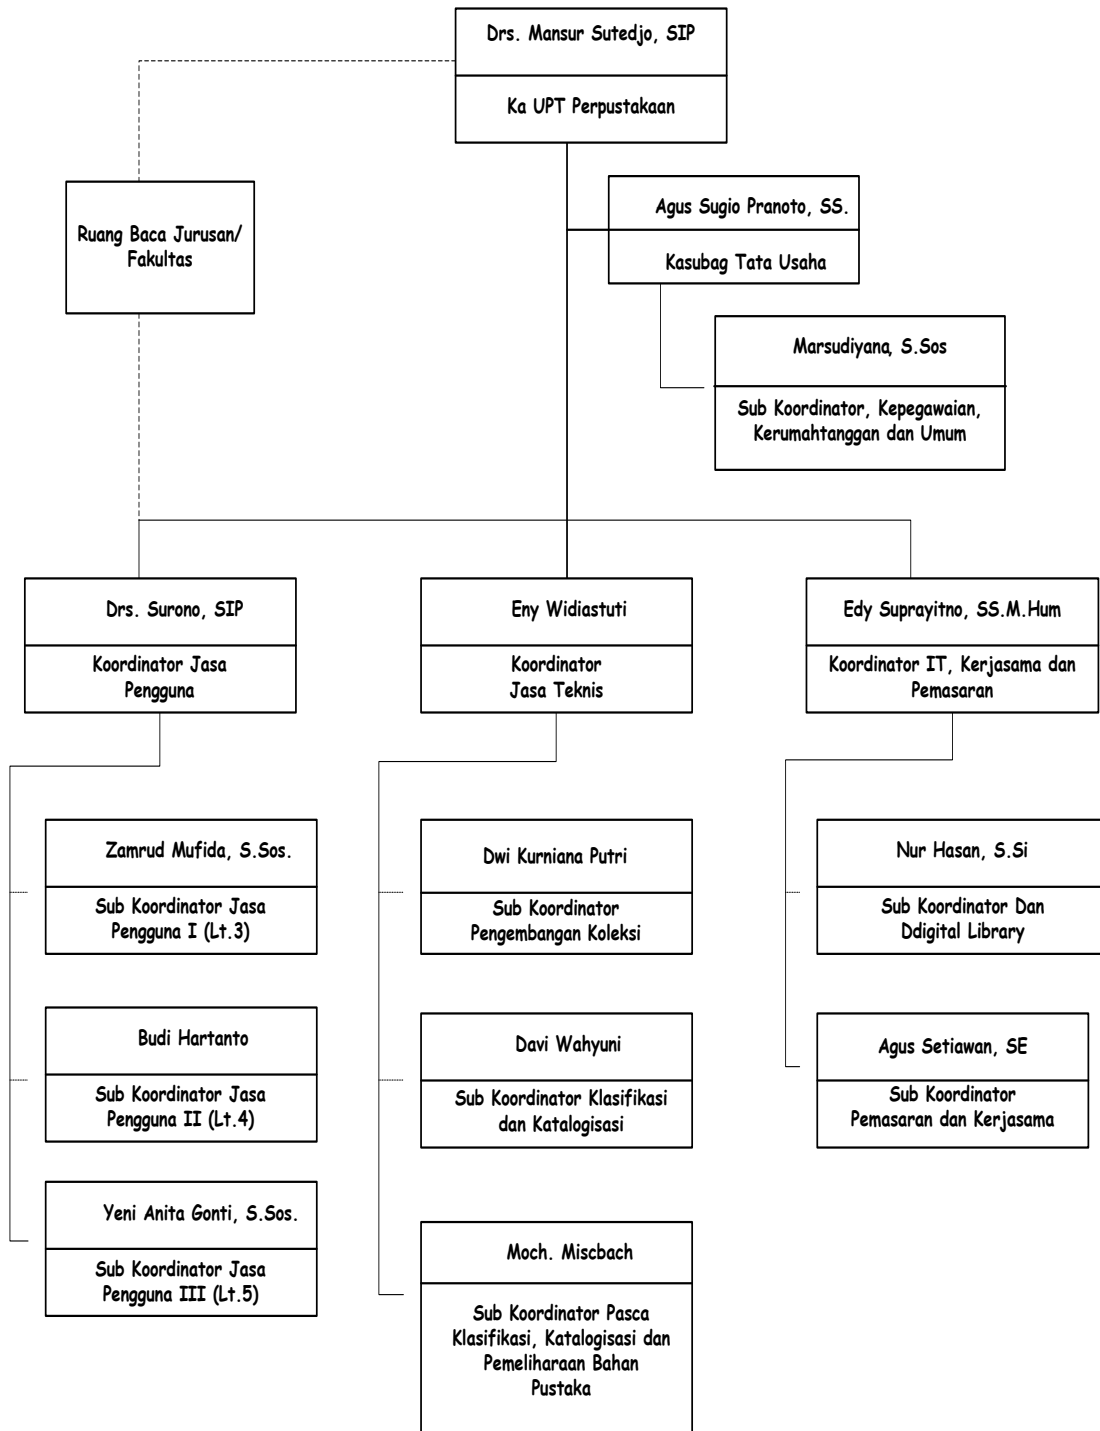 Drs. Mansur Sutedjo, SIP
Ka UPT Perpustakaan
Agus Sugio Pranoto, SS.
Kasubag Tata Usaha
Ruang Baca Jurusan/
Fakultas
Marsudiyana, S.Sos
Sub Koordinator, Kepegawaian,
Kerumahtanggan dan Umum
Drs. Surono, SIP
Koordinator Jasa
Pengguna
Eny Widiastuti
Koordinator
Jasa Teknis
Edy Suprayitno, SS.M.Hum
Koordinator IT, Kerjasama dan
Pemasaran
Zamrud Mufida, S.Sos.
Sub Koordinator Jasa
Pengguna I (Lt.3)
Budi Hartanto
Sub Koordinator Jasa
Pengguna II (Lt.4)
Yeni Anita Gonti, S.Sos.
Sub Koordinator Jasa
Pengguna III (Lt.5)
Dwi Kurniana Putri
Sub Koordinator
Pengembangan Koleksi
Davi Wahyuni
Sub Koordinator Klasifikasi
dan Katalogisasi
Moch. Miscbach
Sub Koordinator Pasca
Klasifikasi, Katalogisasi dan
Pemeliharaan Bahan
Pustaka
Nur Hasan, S.Si
Sub Koordinator Dan
Ddigital Library
Agus Setiawan, SE
Sub Koordinator
Pemasaran dan Kerjasama